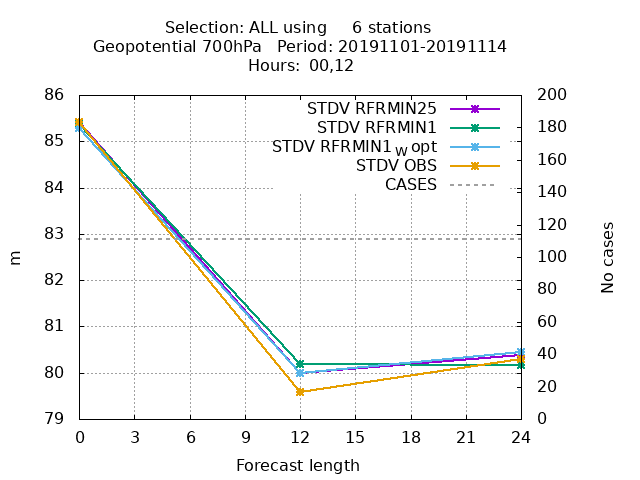 Selection: ALL using     6 stations
Geopotential 700hPa   Period: 20191101-20191114
Hours:  00,12
STDV RFRMIN25
STDV RFRMIN1
STDV RFRMIN1w opt
STDV OBS
CASES
86
85
84
83
82
81
80
79
m
200
180
160
140
120
100
80
60
40
20
0
No cases
0 3 6 9 12 15 18 21 24
Forecast length